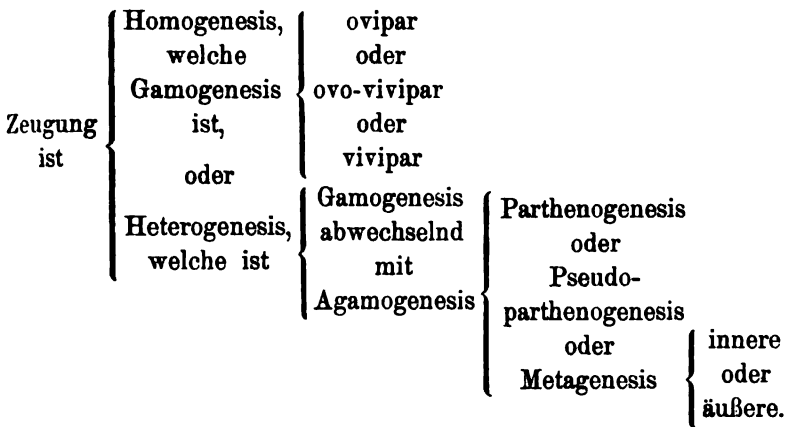 Zeugung
ist
Homogenesis,
welche
Gamogenesis
ist,
oder
Heterogenesis,
welche ist
ovipar
oder
ovo-vivipar
oder
vivipar
Gamogenesis
abwechselnd
mit
Agamogenesis
Parthenogenesis
oder
Pseudo-
parthenogenesis
oder
Metagenesis
innere
oder
äußere.